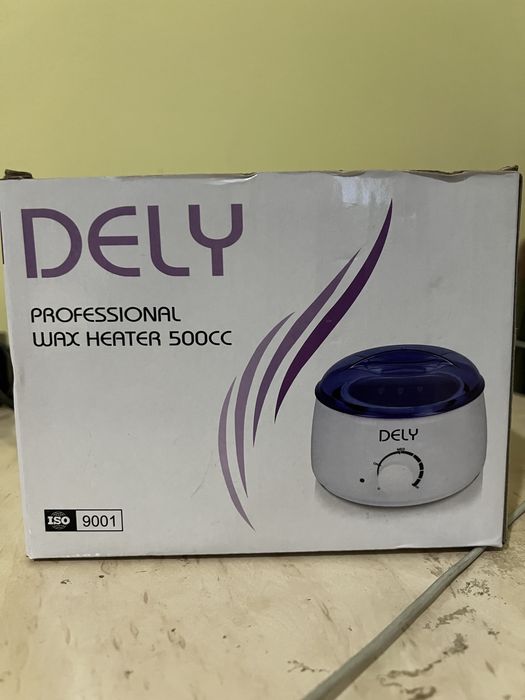 DELY
PROFESSIONAL
WAX HEATER 500CC
DELY
ISO 9001